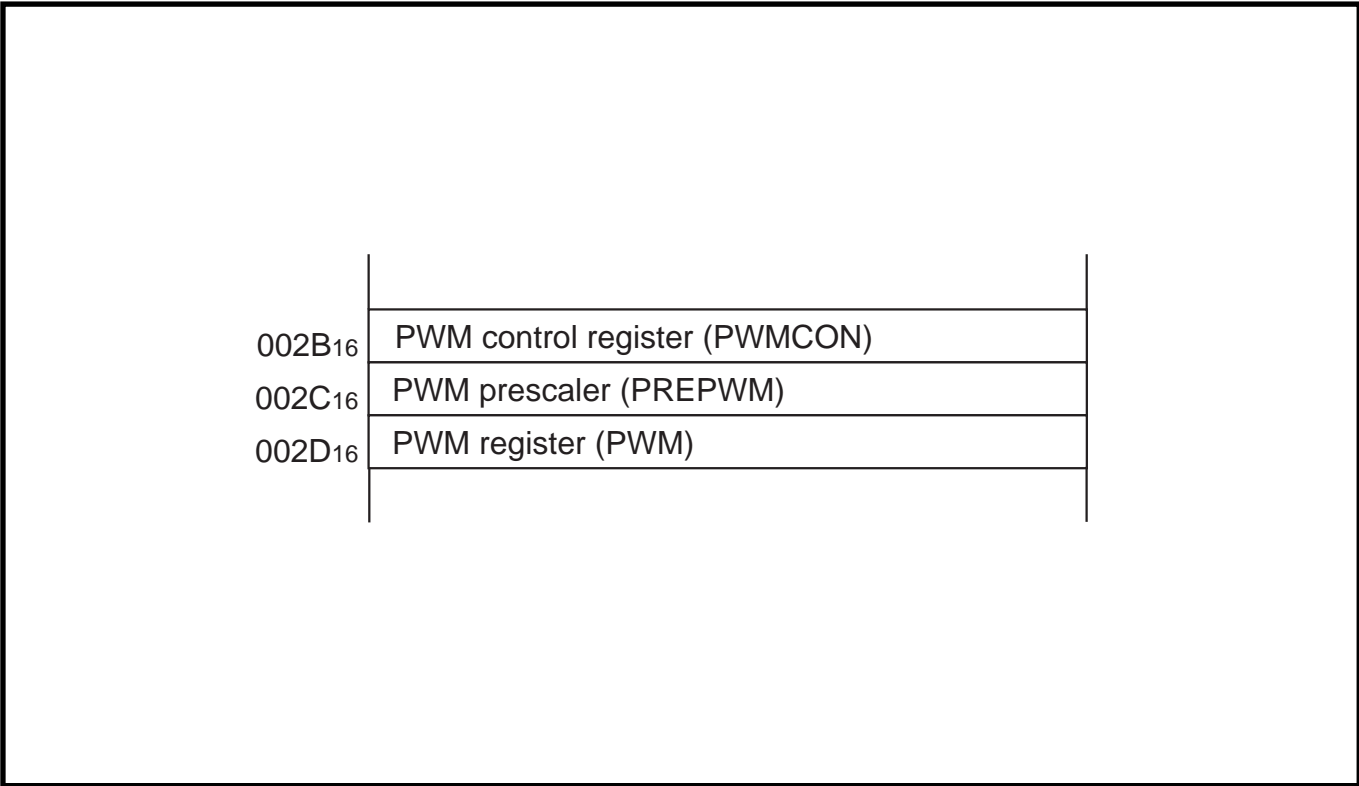 002B16 PWM control register (PWMCON)
002C16 PWM prescaler (PREPWM)
002D16 PWM register (PWM)